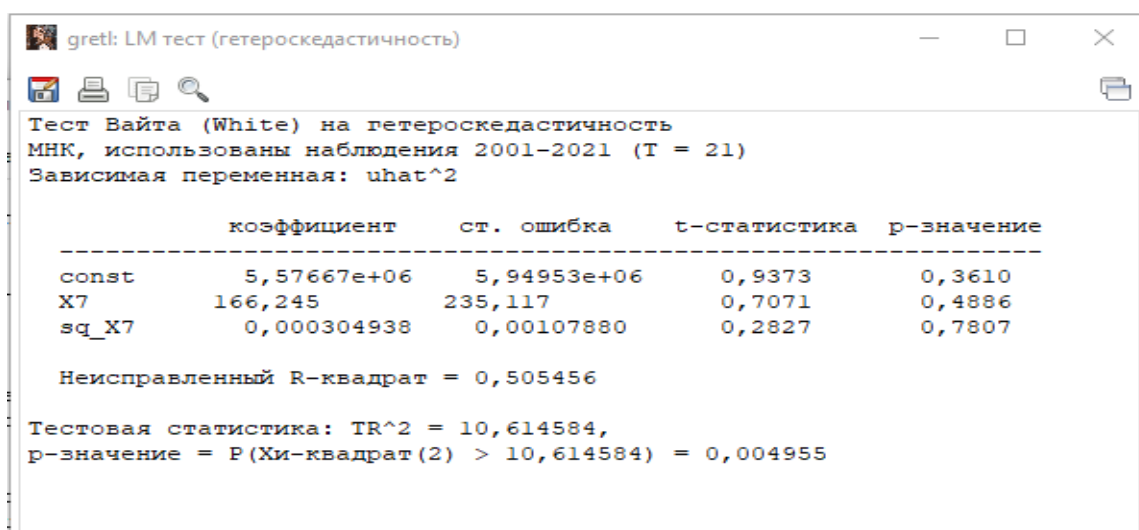 gretl: LM тест (гетероскедастичность)
Тест Вайта (White) на гетероскедастичность
МНК, использованы наблюдения 2001-2021 (T = 21)
Зависимая переменная: uhat^2
коэффициент ст. ошибка t-статистика p-значение
------------------------------------------------------------------
const 5,57667e+06 5,94953e+06 0,9373 0,3610
X7 166,245 235,117 0,7071 0,4886
sq_X7 0,000304938 0,00107880 0,2827 0,7807
Неисправленный R-квадрат = 0,505456
Тестовая статистика: TR^2 = 10,614584,
р-значение = P(Хи-квадрат(2) > 10,614584) = 0,004955